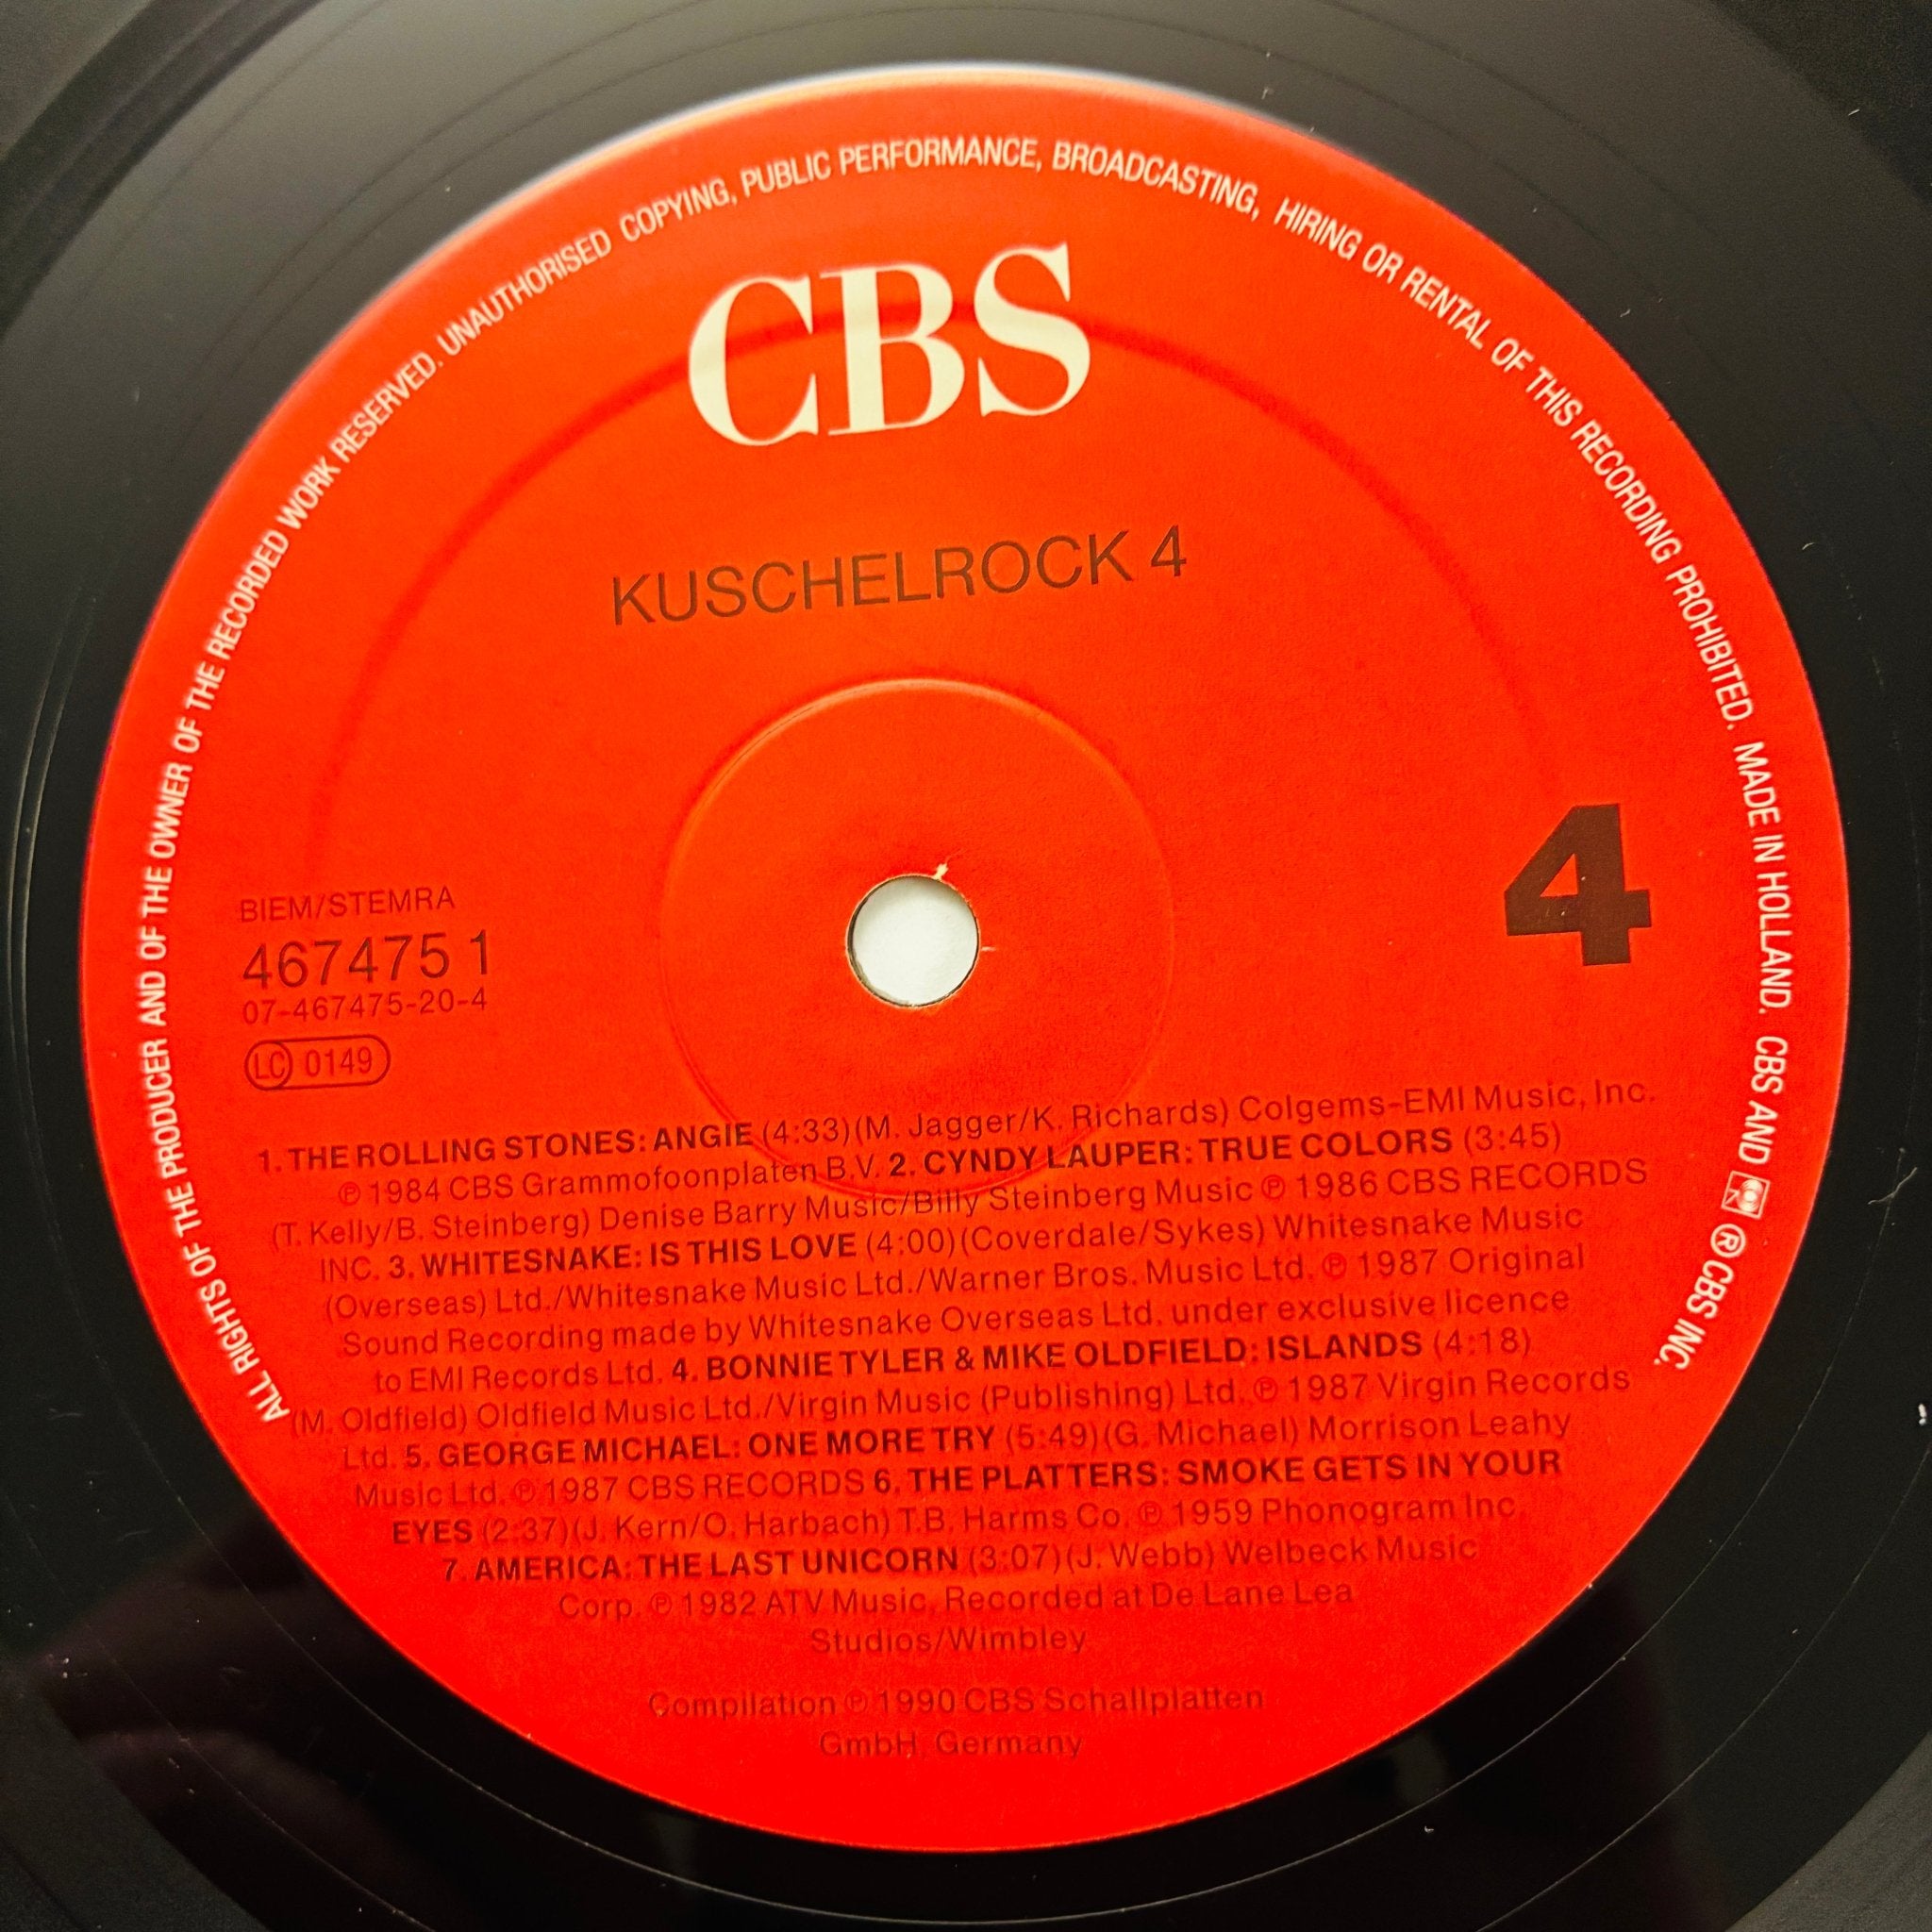 ALL RIGHTS OF THE PRODUCER AND OF THE OWNER OF THE RECORDED WORK RESERVED. UNAUTHORISED COPYING, PUBLIC PERFORMANCE, BROADCASTING, HIRING OR RENTAL OF THIS RECORDING PROHIBITED. MADE IN HOLLAND. CBS AND ® CBS INC.
CBS
KUSCHELROCK 4
4
BIEM/STEMRA
467475 1
07-467475-20-4
LC 0149
1. THE ROLLING STONES: ANGIE (4:33) (M. Jagger/K. Richards) Colgems-EMI Music, Inc.
℗ 1984 CBS Grammofoonplaten B.V. 2. CYNDY LAUPER: TRUE COLORS (3:45)
(T. Kelly/B. Steinberg) Denise Barry Music/Billy Steinberg Music ℗ 1986 CBS RECORDS
INC. 3. WHITESNAKE: IS THIS LOVE (4:00) (Coverdale/Sykes) Whitesnake Music
(Overseas) Ltd./Whitesnake Music Ltd./Warner Bros. Music Ltd. ℗ 1987 Original
Sound Recording made by Whitesnake Overseas Ltd. under exclusive licence
to EMI Records Ltd. 4. BONNIE TYLER & MIKE OLDFIELD: ISLANDS (4:18)
(M. Oldfield) Oldfield Music Ltd./Virgin Music (Publishing) Ltd. ℗ 1987 Virgin Records
Ltd. 5. GEORGE MICHAEL: ONE MORE TRY (5:49) (G. Michael) Morrison Leahy
Music Ltd. ℗ 1987 CBS RECORDS 6. THE PLATTERS: SMOKE GETS IN YOUR
EYES (2:37) (J. Kern/O. Harbach) T.B. Harms Co. ℗ 1959 Phonogram Inc.
7. AMERICA: THE LAST UNICORN (3:07) (J. Webb) Welbeck Music
Corp. ℗ 1982 ATV Music, Recorded at De Lane Lea
Studios/Wimbley
Compilation ℗ 1990 CBS Schallplatten
GmbH, Germany